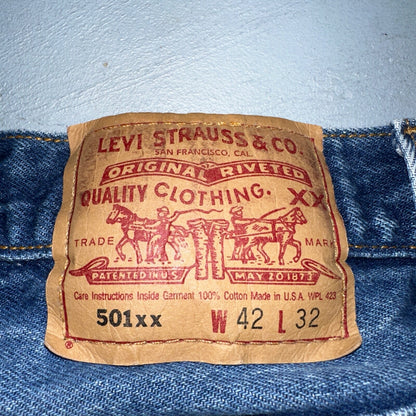 LEVI STRAUSS & CO.
SAN FRANCISCO, CAL.
ORIGINAL RIVETED
QUALITY CLOTHING. XX
TRADE MARK
PATENTED IN U.S. MAY 20 1873
Care Instructions Inside Garment 100% Cotton Made in U.S.A. WPL 423
501xx W 42 L 32
®